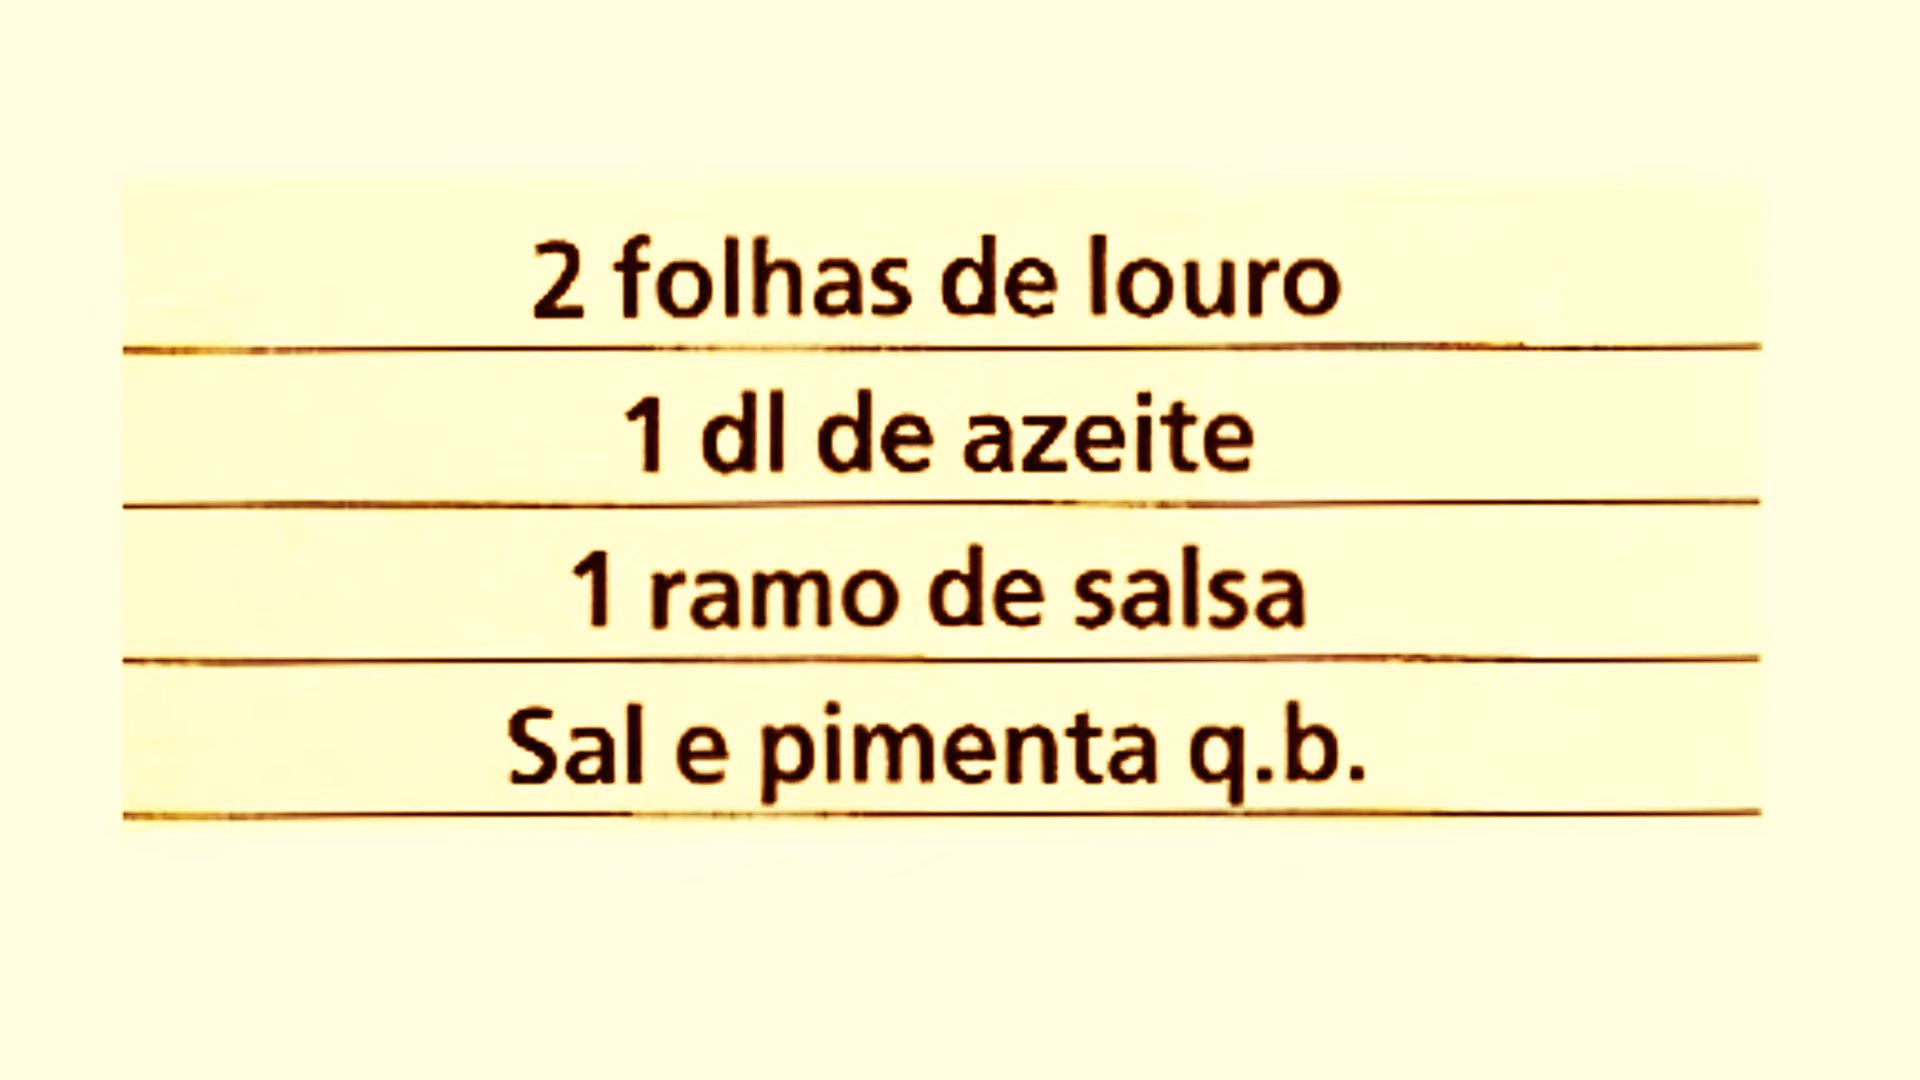 2 folhas de louro
1 dl de azeite
1 ramo de salsa
Sal e pimenta q.b.